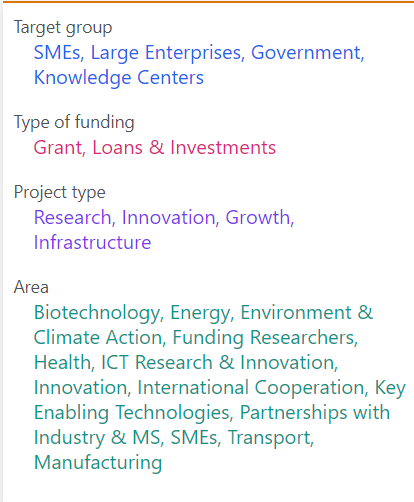 Target group
SMEs, Large Enterprises, Government,
Knowledge Centers
Type of funding
Grant, Loans & Investments
Project type
Research, Innovation, Growth,
Infrastructure
Area
Biotechnology, Energy, Environment &
Climate Action, Funding Researchers,
Health, ICT Research & Innovation,
Innovation, International Cooperation, Key
Enabling Technologies, Partnerships with
Industry & MS, SMEs, Transport,
Manufacturing